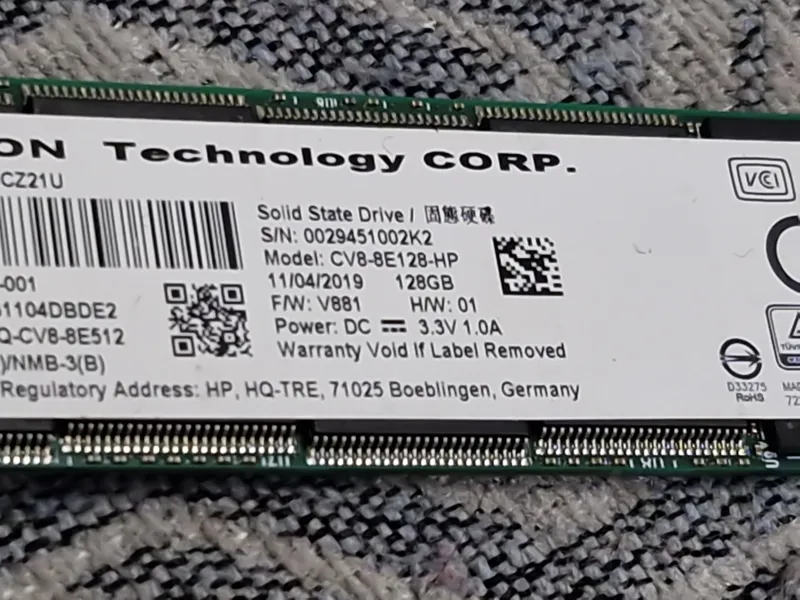 ON Technology CORP.
CZ21U
Solid State Drive / 固態硬碟
S/N: 0029451002K2
Model: CV8-8E128-HP
-001
11/04/2019 128GB
1104DBDE2
F/W: V881 H/W: 01
Q-CV8-8E512
Power: DC 3.3V 1.0A
)/NMB-3(B)
Warranty Void If Label Removed
Regulatory Address: HP, HQ-TRE, 71025 Boeblingen, Germany
VCI
TÜV
D33275
RoHS